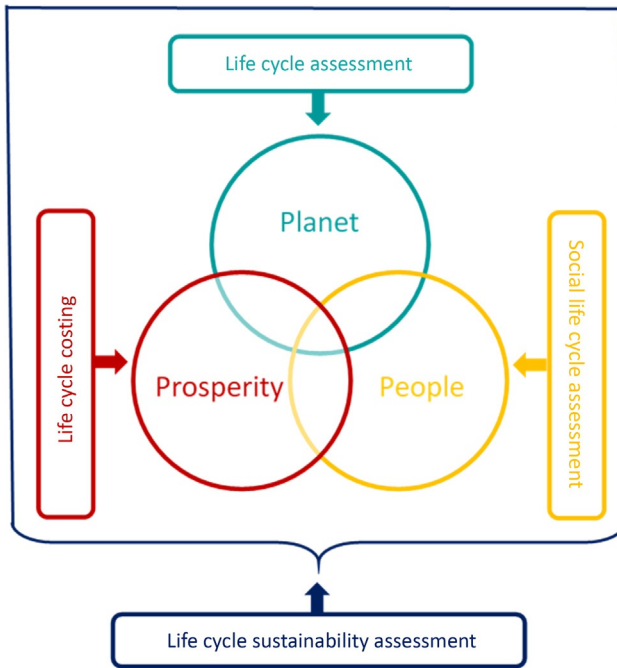 Life cycle assessment
Planet
Life cycle costing
Prosperity
People
Social life cycle assessment
Life cycle sustainability assessment